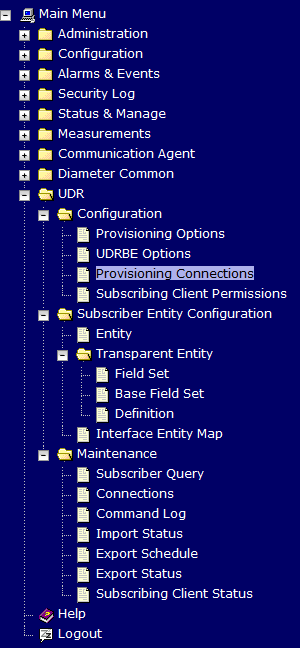 Main Menu
Administration
Configuration
Alarms & Events
Security Log
Status & Manage
Measurements
Communication Agent
Diameter Common
UDR
Configuration
Provisioning Options
UDRBE Options
Provisioning Connections
Subscribing Client Permissions
Subscriber Entity Configuration
Entity
Transparent Entity
Field Set
Base Field Set
Definition
Interface Entity Map
Maintenance
Subscriber Query
Connections
Command Log
Import Status
Export Schedule
Export Status
Subscribing Client Status
Help
Logout